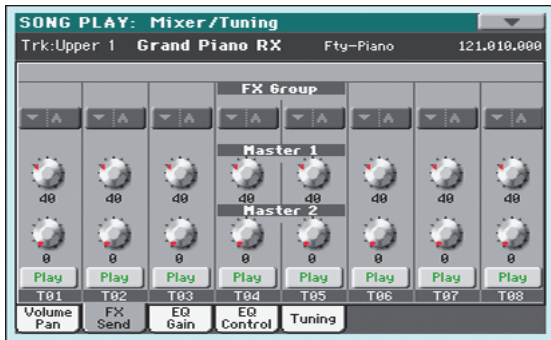 SONG PLAY: Mixer/Tuning
Trk:Upper 1 Grand Piano RX Fty-Piano 121.010.000
FX Group
A A A A A A A A
Master 1
40 40 40 40 40 40 40 40
Master 2
0 0 0 0 0 0 0 0
Play Play Play Play Play Play Play Play
T01 T02 T03 T04 T05 T06 T07 T08
Volume Pan FX Send EQ Gain EQ Control Tuning